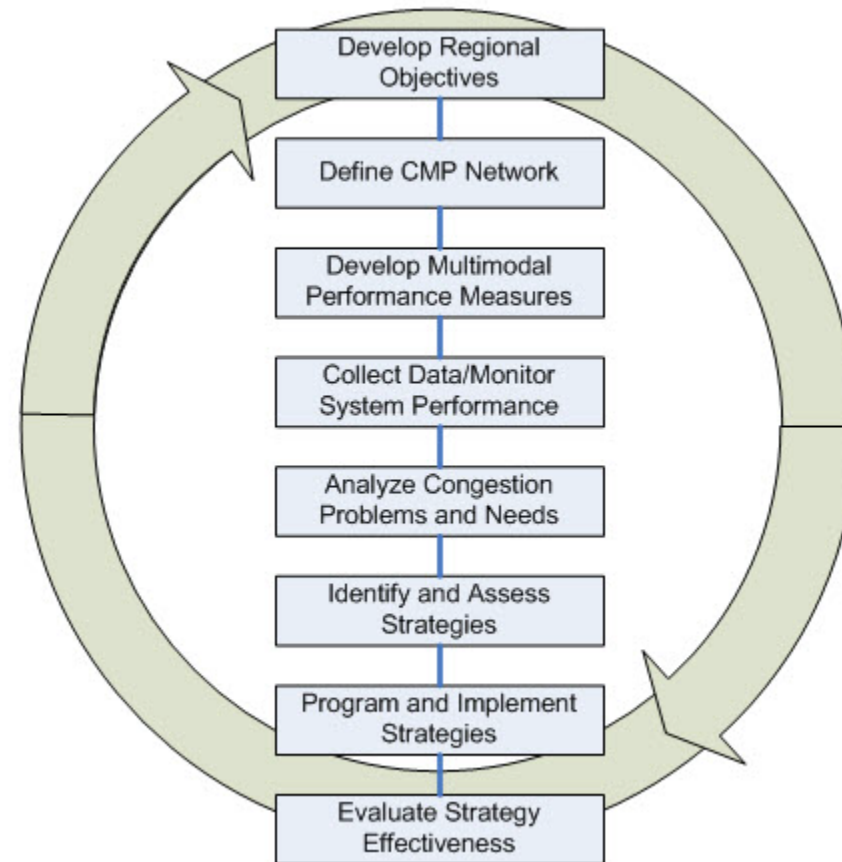 Develop Regional
Objectives
Define CMP Network
Develop Multimodal
Performance Measures
Collect Data/Monitor
System Performance
Analyze Congestion
Problems and Needs
Identify and Assess
Strategies
Program and Implement
Strategies
Evaluate Strategy
Effectiveness